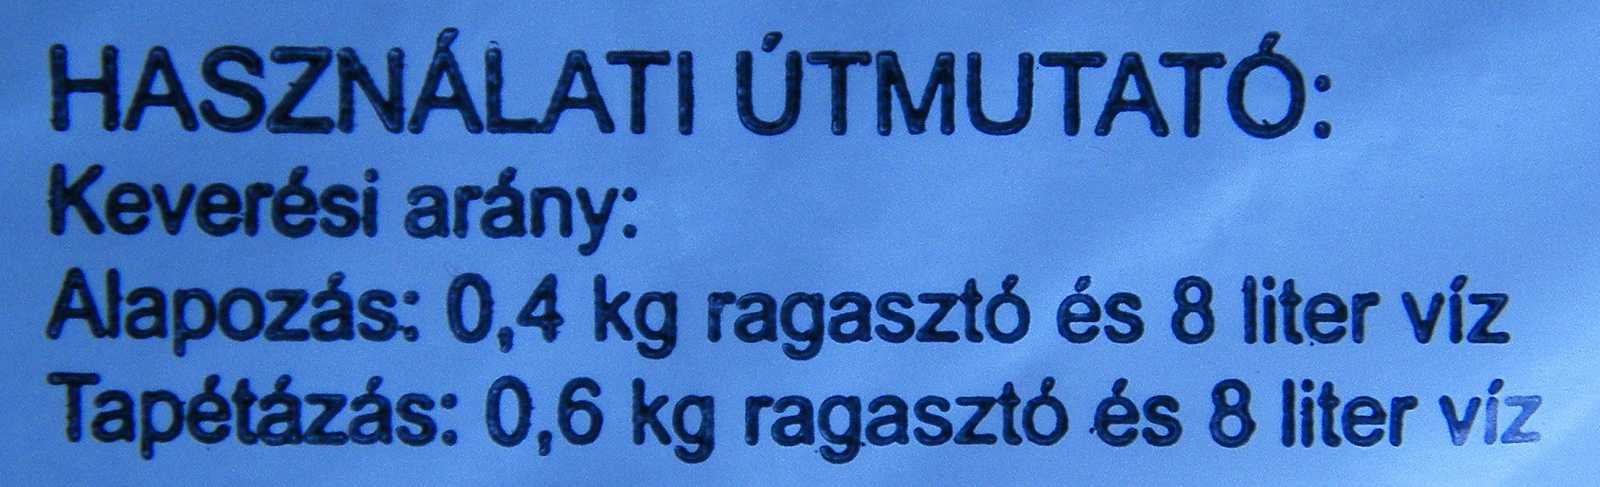 HASZNÁLATI ÚTMUTATÓ:
Keverési arány:
Alapozás: 0,4 kg ragasztó és 8 liter víz
Tapétázás: 0,6 kg ragasztó és 8 liter víz